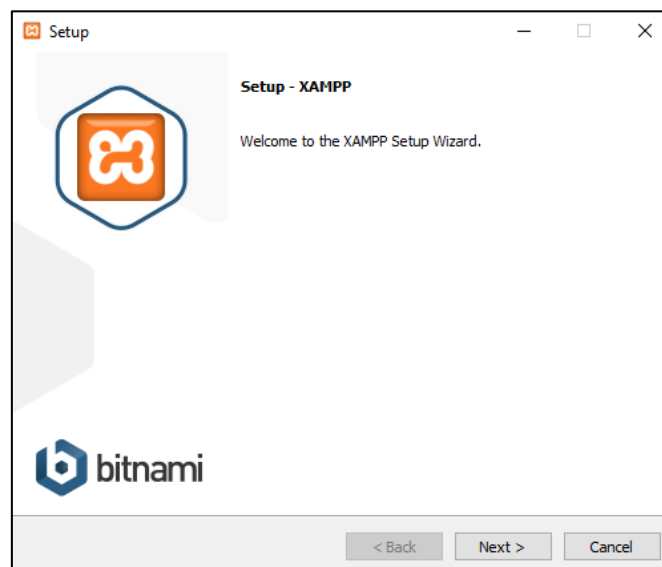 Setup
Setup - XAMPP
Welcome to the XAMPP Setup Wizard.
bitnami
< Back Next > Cancel